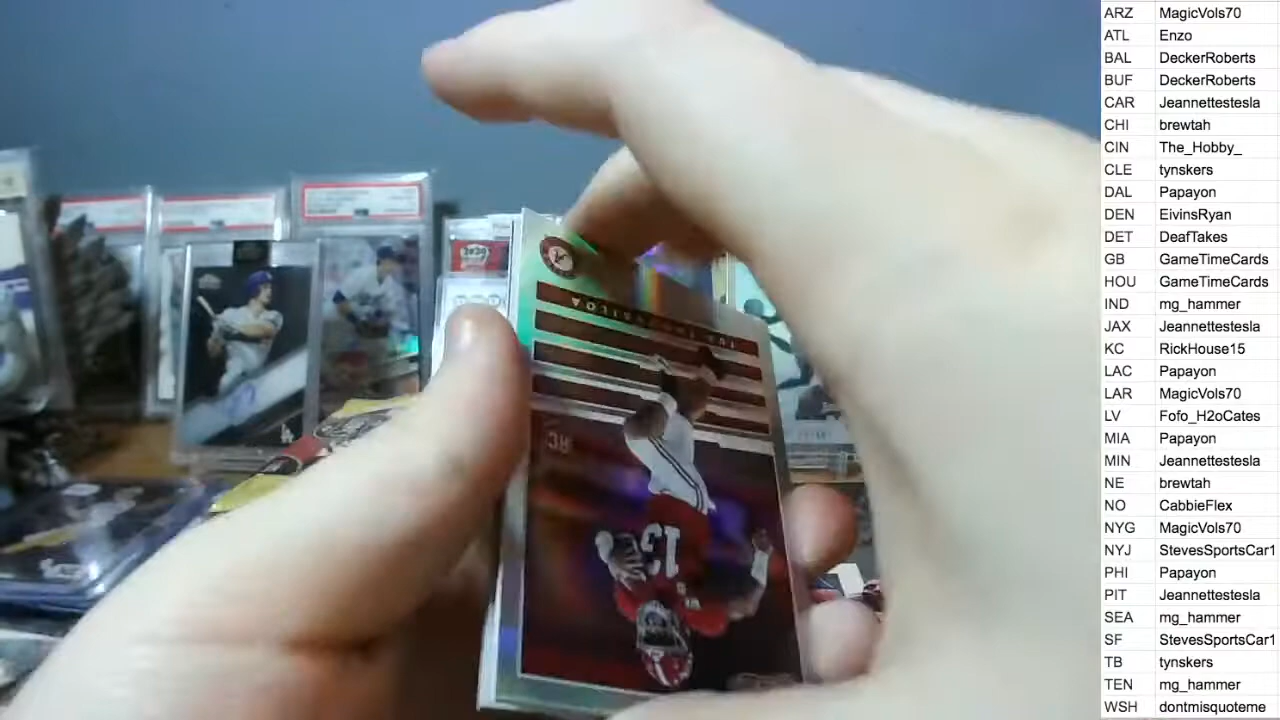 ARZ MagicVols70
ATL Enzo
BAL DeckerRoberts
BUF DeckerRoberts
CAR Jeannettestesla
CHI brewtah
CIN The_Hobby_
CLE tynskers
DAL Papayon
DEN EivinsRyan
DET DeafTakes
GB GameTimeCards
HOU GameTimeCards
IND mg_hammer
JAX Jeannettestesla
KC RickHouse15
LAC Papayon
LAR MagicVols70
LV Fofo_H2oCates
MIA Papayon
MIN Jeannettestesla
NE brewtah
NO CabbieFlex
NYG MagicVols70
NYJ StevesSportsCar1
PHI Papayon
PIT Jeannettestesla
SEA mg_hammer
SF StevesSportsCar1
TB tynskers
TEN mg_hammer
WSH dontmisquoteme
13